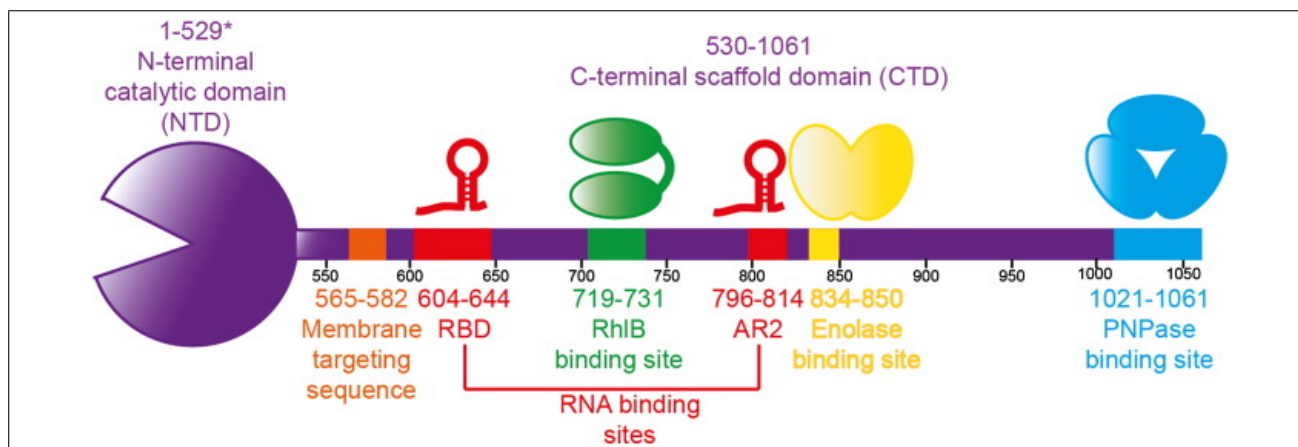 1-529*
N-terminal
catalytic domain
(NTD)
530-1061
C-terminal scaffold domain (CTD)
550
600
650
700
750
800
850
900
950
1000
1050
565-582
Membrane
targeting
sequence
604-644
RBD
719-731
RhlB
binding site
796-814
AR2
834-850
Enolase
binding site
1021-1061
PNPase
binding site
RNA binding
sites